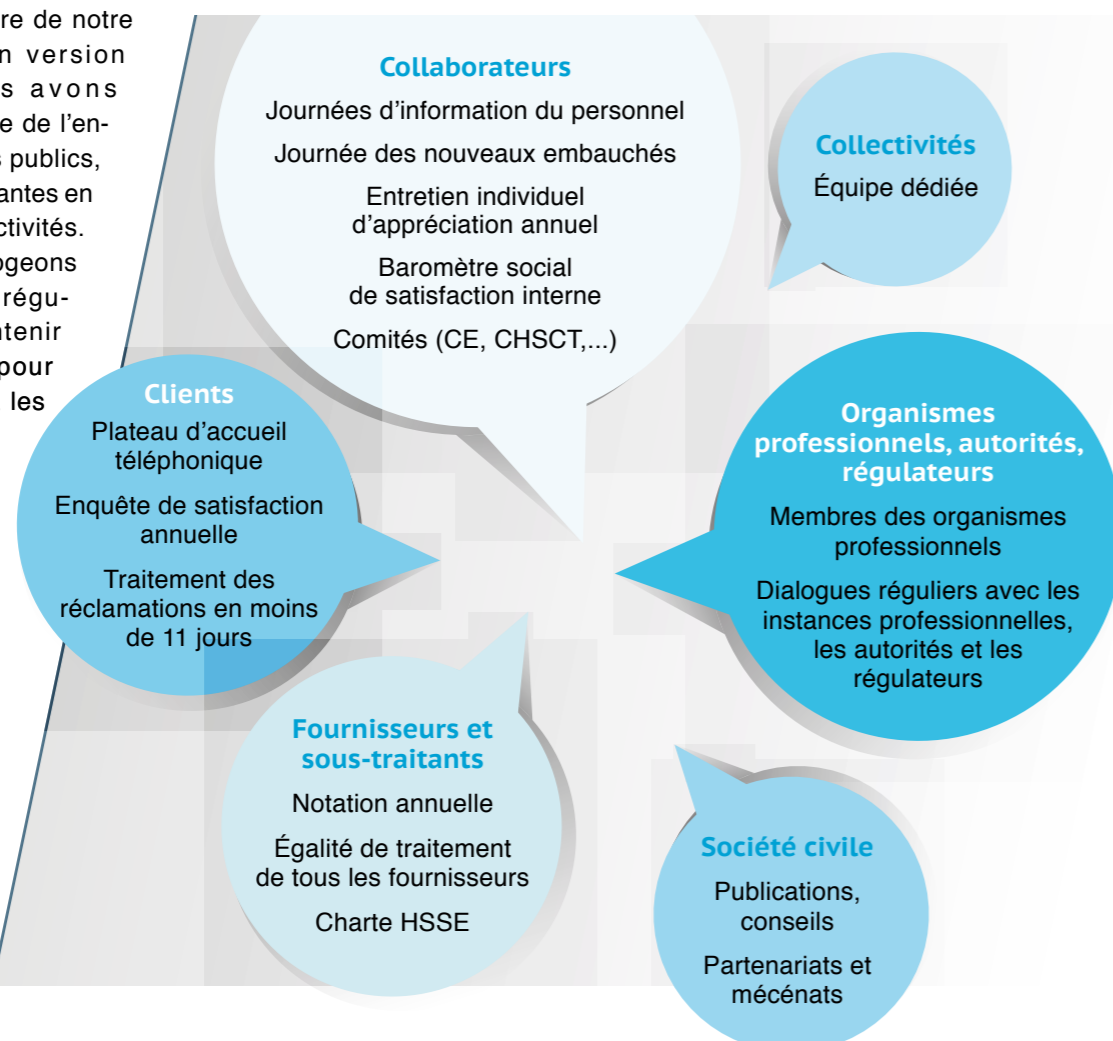 re de notre
n version
s avons
e de l'en-
s publics,
antes en
ctivités.
ogeons
régu-
ntenir
pour
les
Collaborateurs
Journées d'information du personnel
Journée des nouveaux embauchés
Entretien individuel
d'appréciation annuel
Baromètre social
de satisfaction interne
Comités (CE, CHSCT,...)
Collectivités
Équipe dédiée
Clients
Plateau d'accueil
téléphonique
Enquête de satisfaction
annuelle
Traitement des
réclamations en moins
de 11 jours
Organismes
professionnels, autorités,
régulateurs
Membres des organismes
professionnels
Dialogues réguliers avec les
instances professionnelles,
les autorités et les
régulateurs
Fournisseurs et
sous-traitants
Notation annuelle
Égalité de traitement
de tous les fournisseurs
Charte HSSE
Société civile
Publications,
conseils
Partenariats et
mécénats